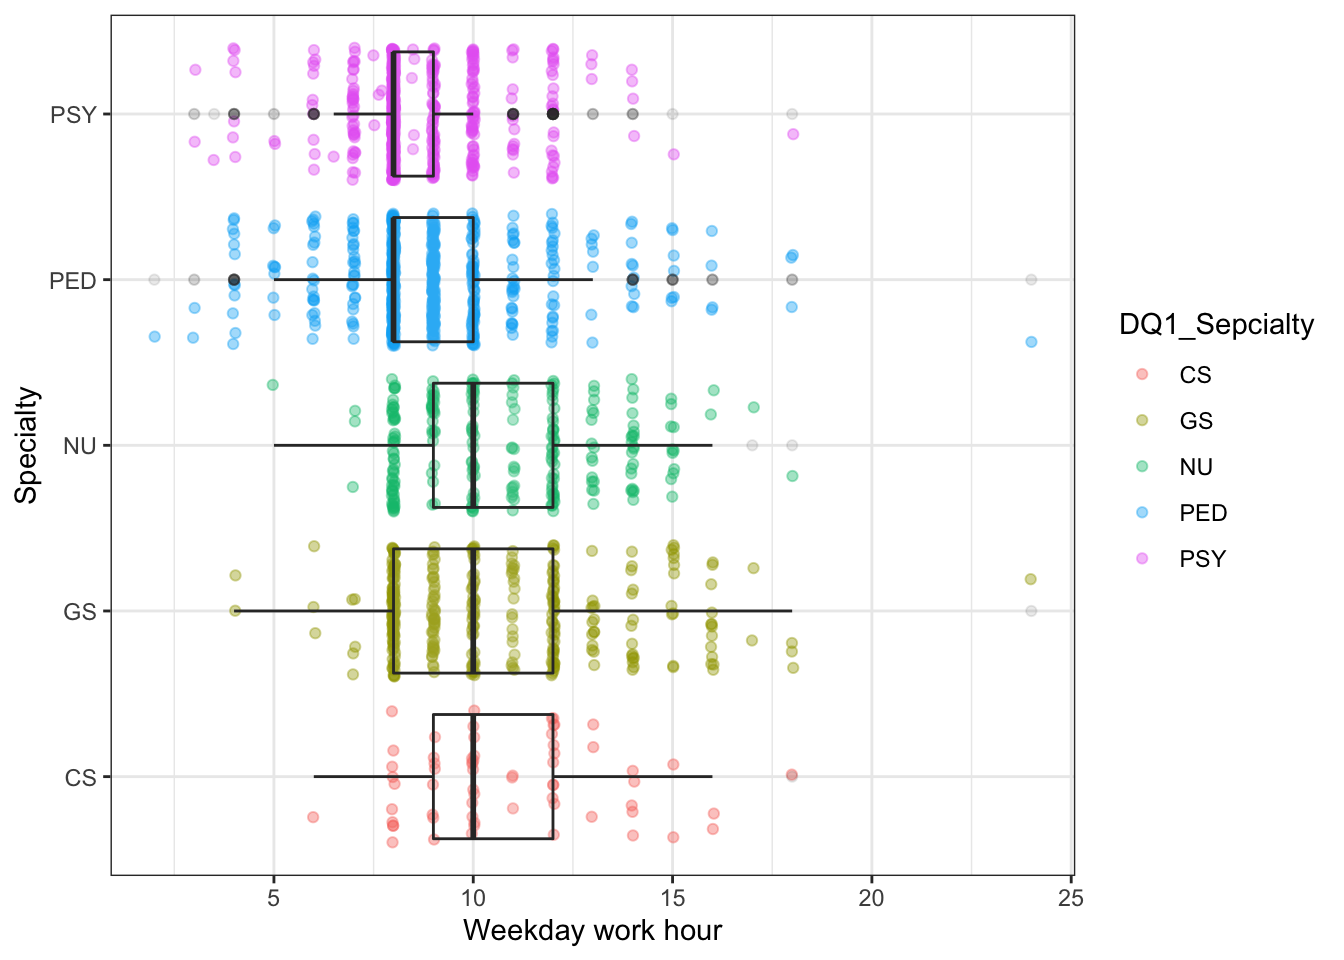 PSY
PED
NU
GS
CS
Specialty
5 10 15 20 25
Weekday work hour
DQ1_Sepcialty
CS
GS
NU
PED
PSY